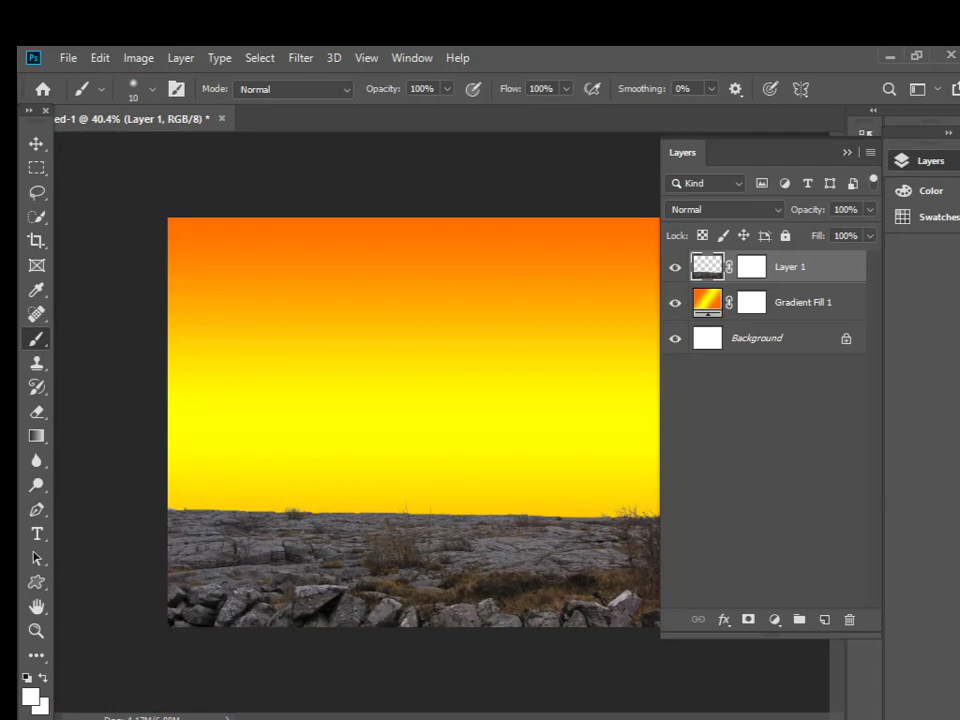 Ps File Edit Image Layer Type Select Filter 3D View Window Help
10 Mode: Normal Opacity: 100% Flow: 100% Smoothing: 0%
ed-1 @ 40.4% (Layer 1, RGB/8) * ×
Layers
Kind T
Normal Opacity: 100%
Lock: Fill: 100%
Layer 1
Gradient Fill 1
Background
fx
Layers
Color
Swatches
T